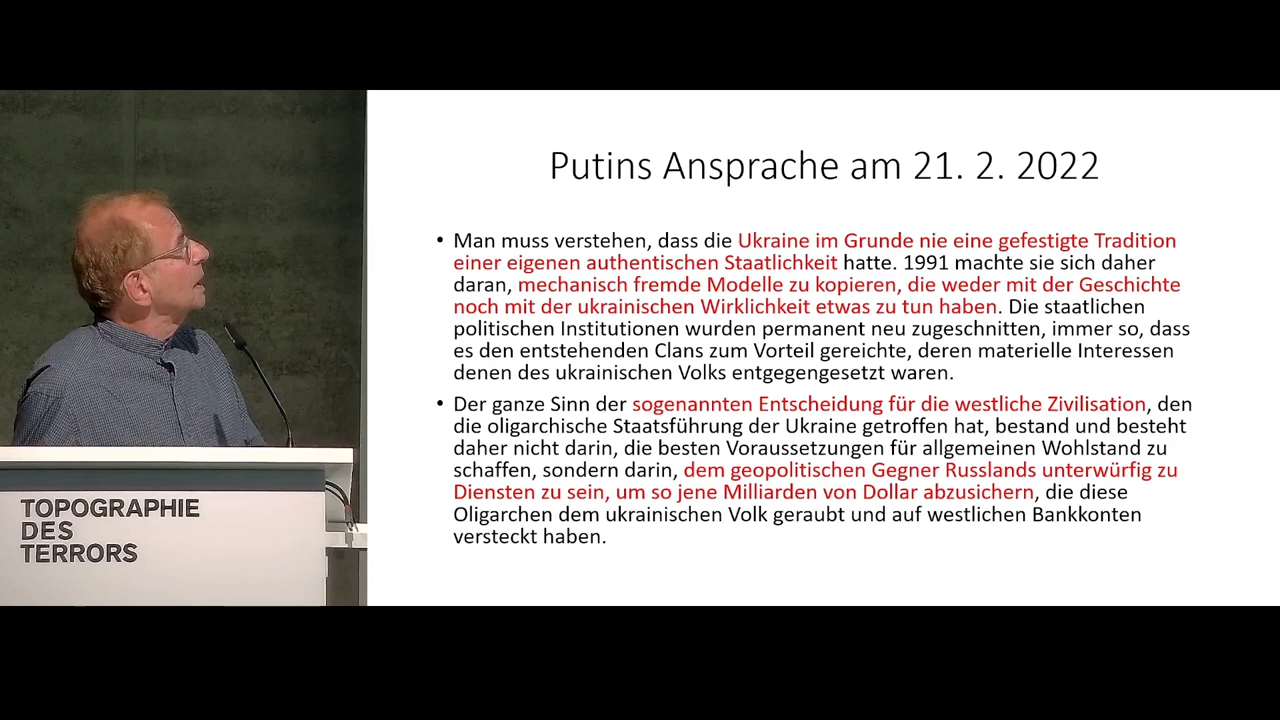 Putins Ansprache am 21. 2. 2022
• Man muss verstehen, dass die Ukraine im Grunde nie eine gefestigte Tradition
einer eigenen authentischen Staatlichkeit hatte. 1991 machte sie sich daher
daran, mechanisch fremde Modelle zu kopieren, die weder mit der Geschichte
noch mit der ukrainischen Wirklichkeit etwas zu tun haben. Die staatlichen
politischen Institutionen wurden permanent neu zugeschnitten, immer so, dass
es den entstehenden Clans zum Vorteil gereichte, deren materielle Interessen
denen des ukrainischen Volks entgegengesetzt waren.
• Der ganze Sinn der sogenannten Entscheidung für die westliche Zivilisation, den
die oligarchische Staatsführung der Ukraine getroffen hat, bestand und besteht
daher nicht darin, die besten Voraussetzungen für allgemeinen Wohlstand zu
schaffen, sondern darin, dem geopolitischen Gegner Russlands unterwürfig zu
Diensten zu sein, um so jene Milliarden von Dollar abzusichern, die diese
Oligarchen dem ukrainischen Volk geraubt und auf westlichen Bankkonten
versteckt haben.
TOPOGRAPHIE
DES
TERRORS